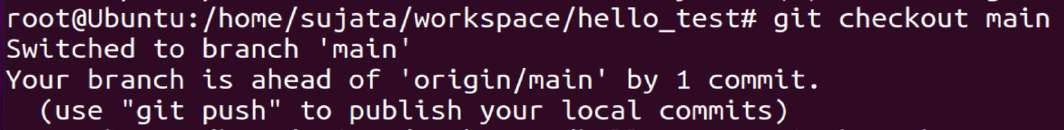 root@Ubuntu:/home/sujata/workspace/hello_test# git checkout main
Switched to branch 'main'
Your branch is ahead of 'origin/main' by 1 commit.
  (use "git push" to publish your local commits)